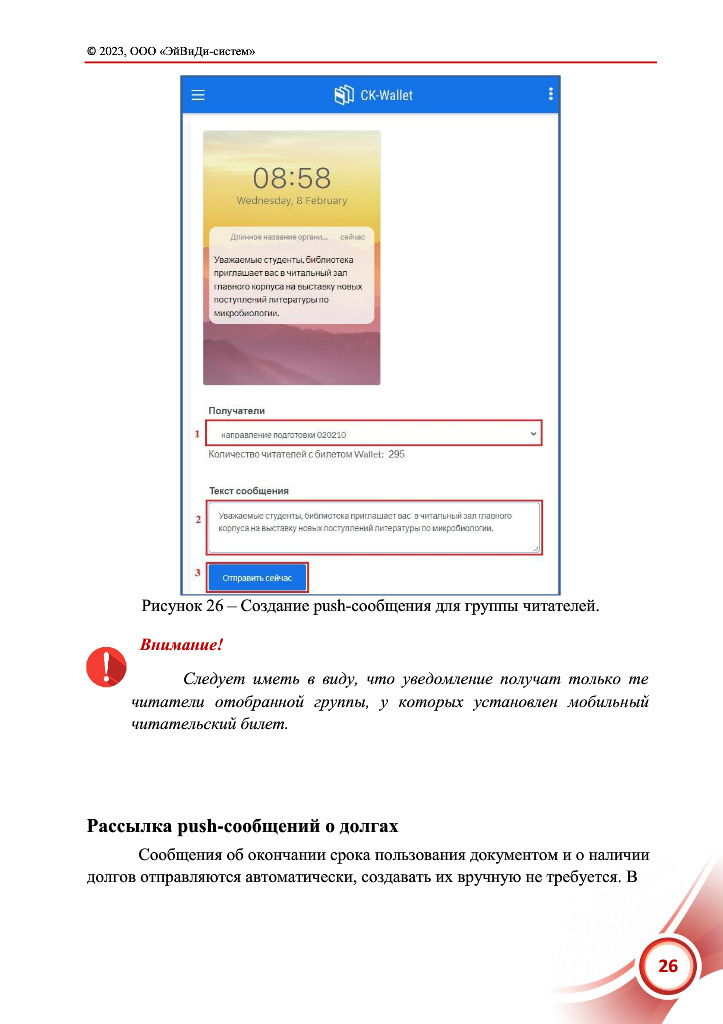 © 2023, ООО «ЭйВиДи-систем»
CK-Wallet
08:58
Wednesday, 8 February
Длинное название органи... сейчас
Уважаемые студенты, библиотека
приглашает вас в читальный зал
главного корпуса на выставку новых
поступлений литературы по
микробиологии.
Получатели
1 направление подготовки 020210
Количество читателей с билетом Wallet: 295
Текст сообщения
2 Уважаемые студенты, библиотека приглашает вас в читальный зал главного
корпуса на выставку новых поступлений литературы по микробиологии.
3 Отправить сейчас
Рисунок 26 – Создание push-сообщения для группы читателей.
Внимание!
Следует иметь в виду, что уведомление получат только те
читатели отобранной группы, у которых установлен мобильный
читательский билет.
Рассылка push-сообщений о долгах
Сообщения об окончании срока пользования документом и о наличии
долгов отправляются автоматически, создавать их вручную не требуется. В
26